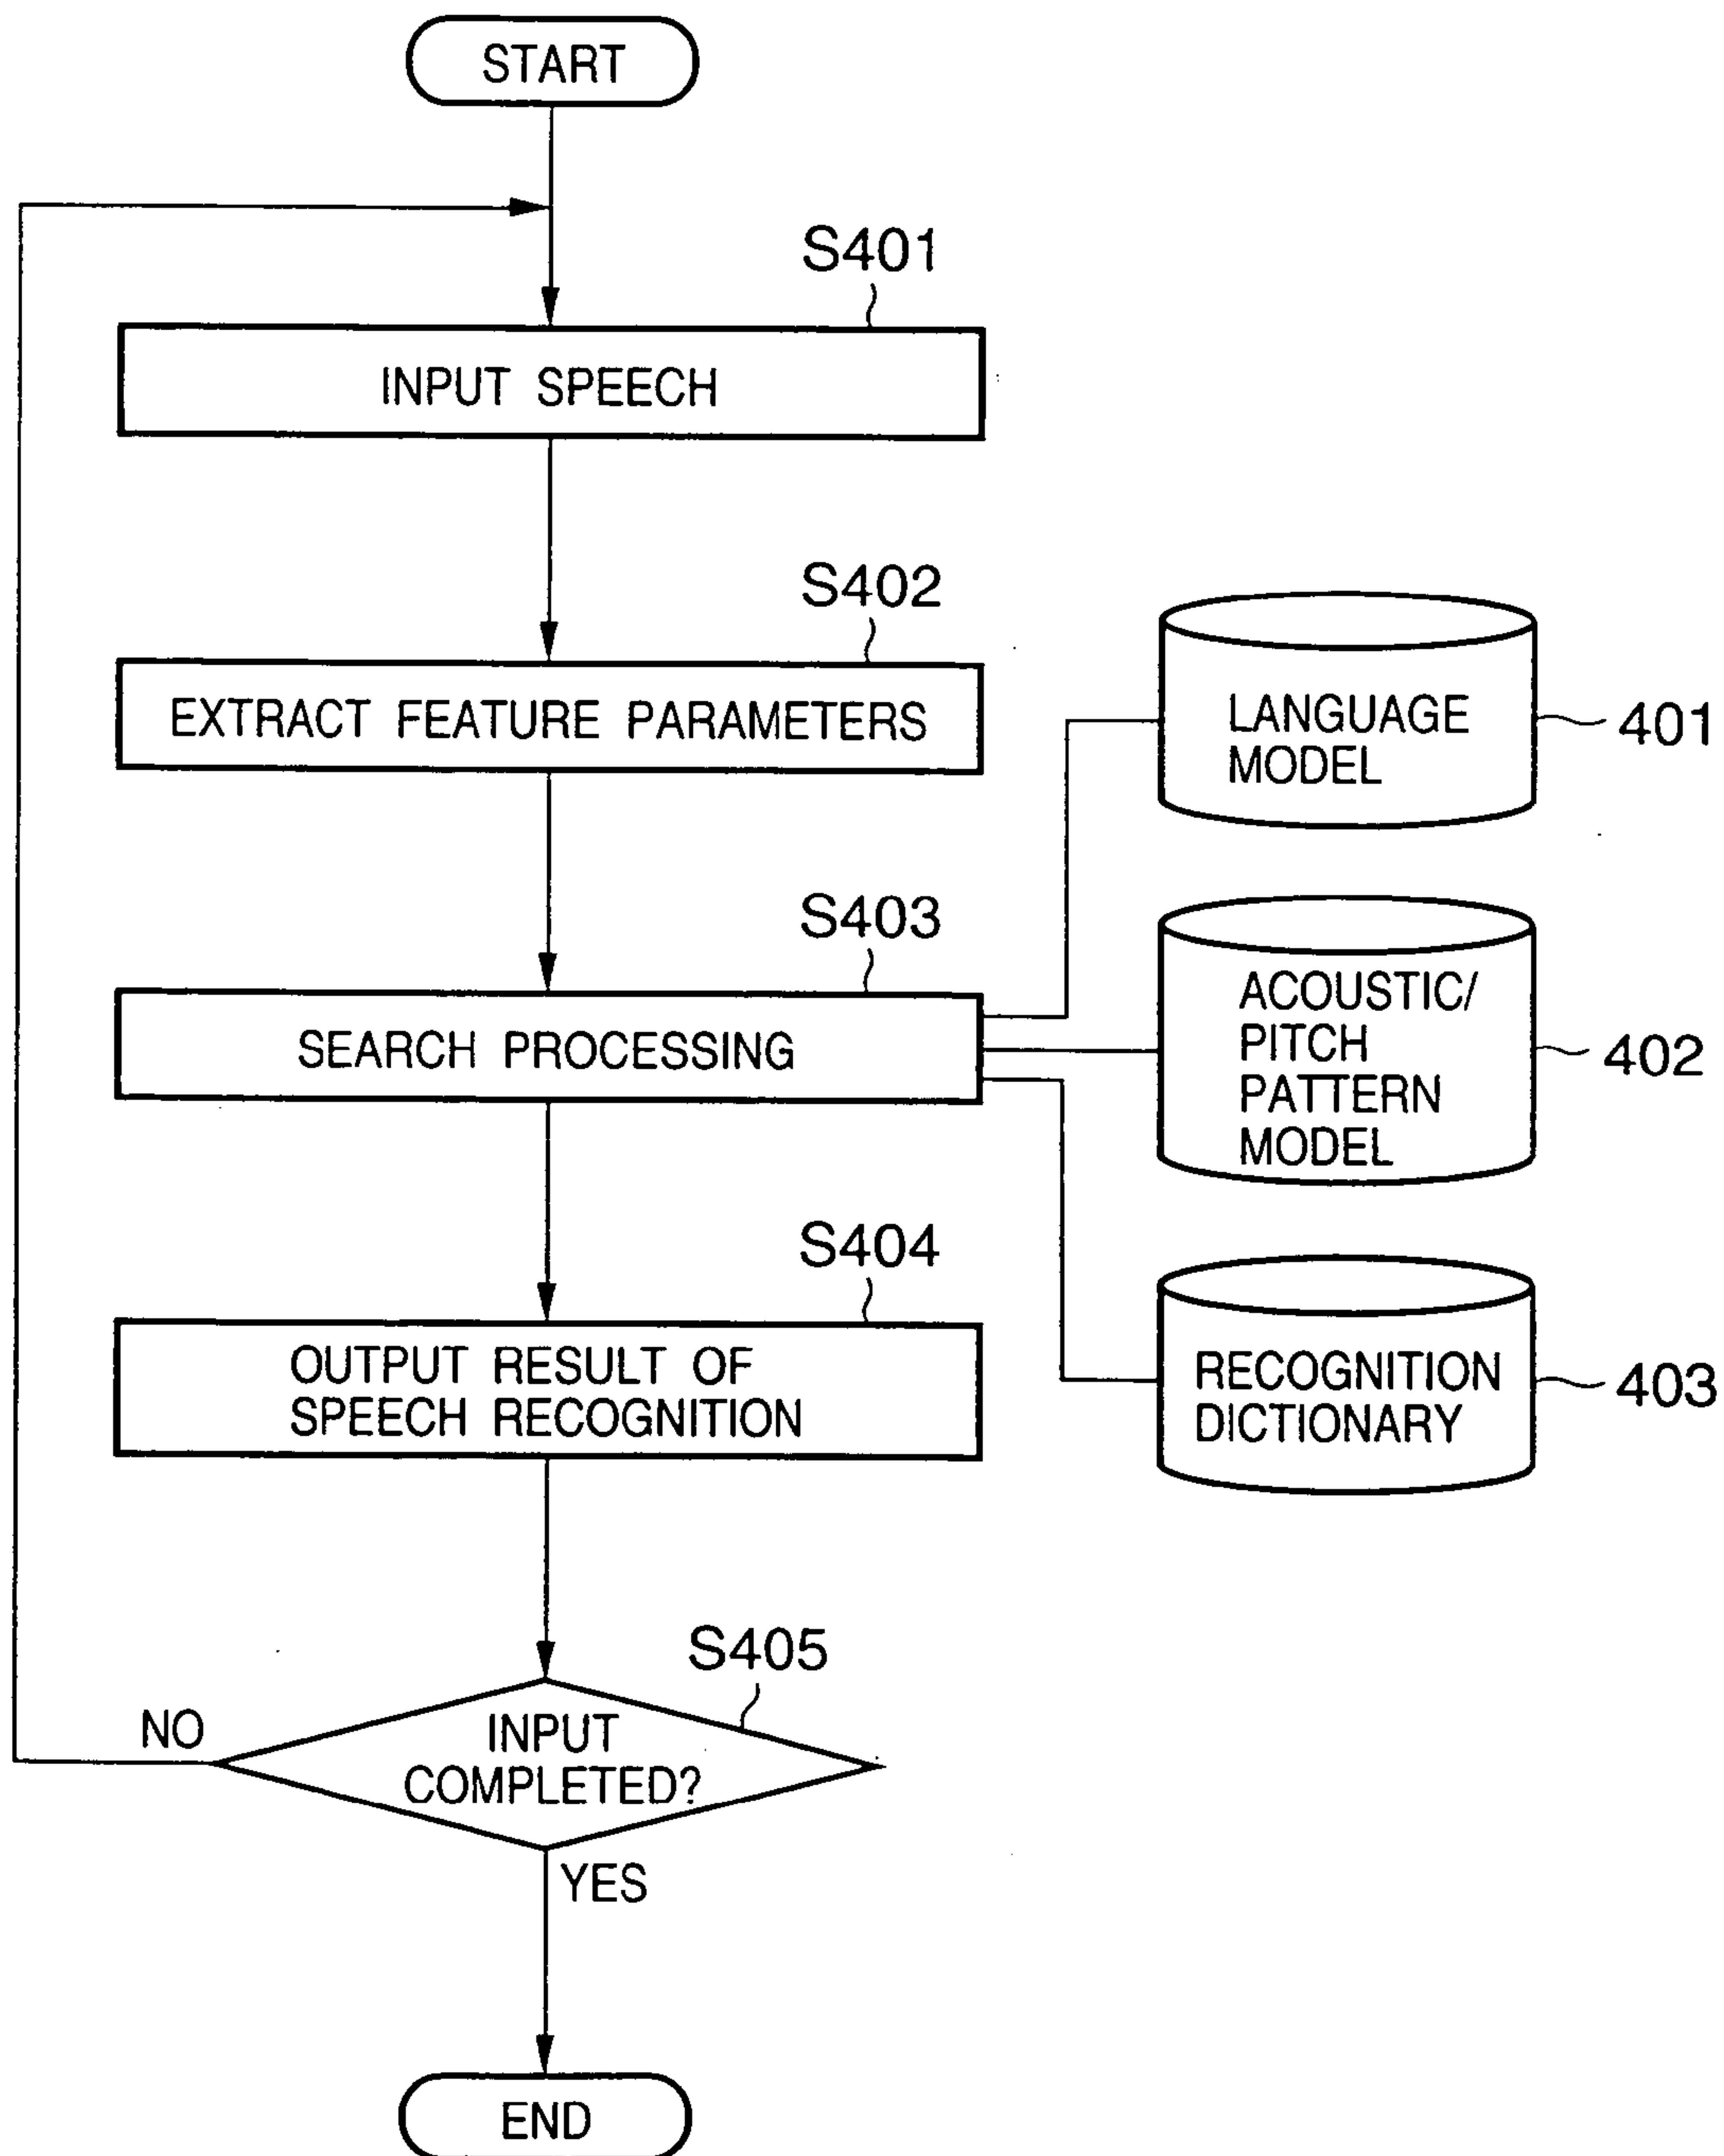 START
S401
INPUT SPEECH
S402
EXTRACT FEATURE PARAMETERS
LANGUAGE
MODEL
401
S403
SEARCH PROCESSING
ACOUSTIC/
PITCH
PATTERN
MODEL
402
S404
OUTPUT RESULT OF
SPEECH RECOGNITION
RECOGNITION
DICTIONARY
403
S405
NO
INPUT
COMPLETED?
YES
END